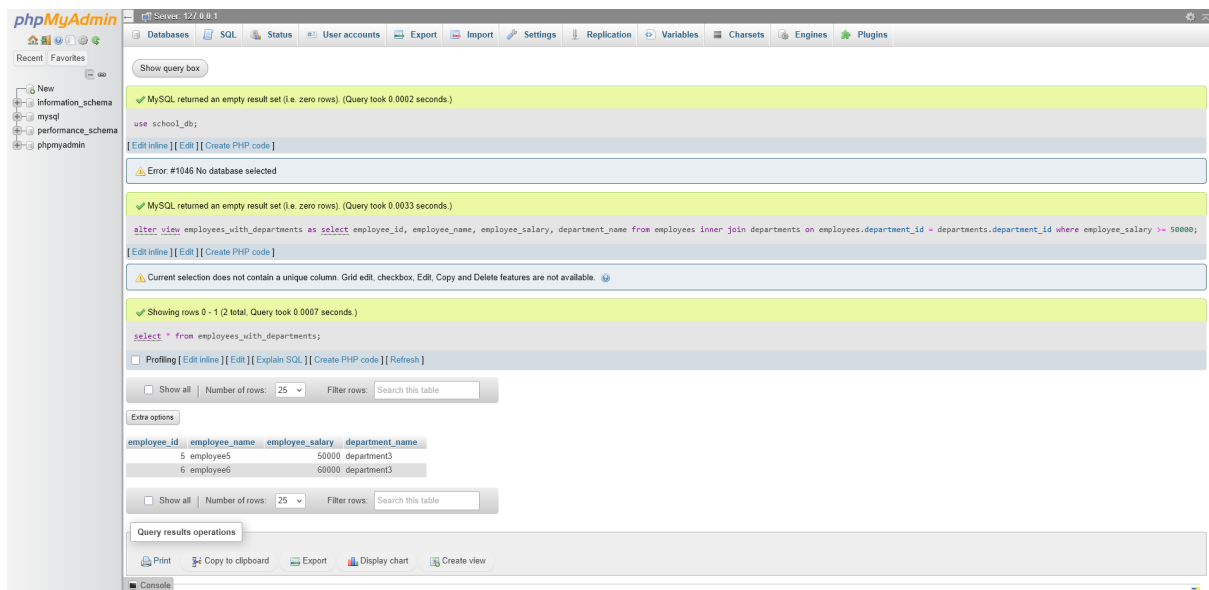 phpMyAdmin
Recent Favorites
New
information_schema
mysql
performance_schema
phpmyadmin
Server: 127.0.0.1
Databases SQL Status User accounts Export Import Settings Replication Variables Charsets Engines Plugins
Show query box
MySQL returned an empty result set (i.e. zero rows). (Query took 0.0002 seconds.)
use school_db;
[ Edit inline ] [ Edit ] [ Create PHP code ]
Error: #1046 No database selected
MySQL returned an empty result set (i.e. zero rows). (Query took 0.0033 seconds.)
alter view employees_with_departments as select employee_id, employee_name, employee_salary, department_name from employees inner join departments on employees.department_id = departments.department_id where employee_salary >= 50000;
[ Edit inline ] [ Edit ] [ Create PHP code ]
Current selection does not contain a unique column. Grid edit, checkbox, Edit, Copy and Delete features are not available.
Showing rows 0 - 1 (2 total, Query took 0.0007 seconds.)
select * from employees_with_departments;
Profiling [ Edit inline ] [ Edit ] [ Explain SQL ] [ Create PHP code ] [ Refresh ]
Show all | Number of rows: 25 Filter rows: Search this table
Extra options
employee_id employee_name employee_salary department_name
5 employee5 50000 department3
6 employee6 60000 department3
Show all | Number of rows: 25 Filter rows: Search this table
Query results operations
Print Copy to clipboard Export Display chart Create view
Console